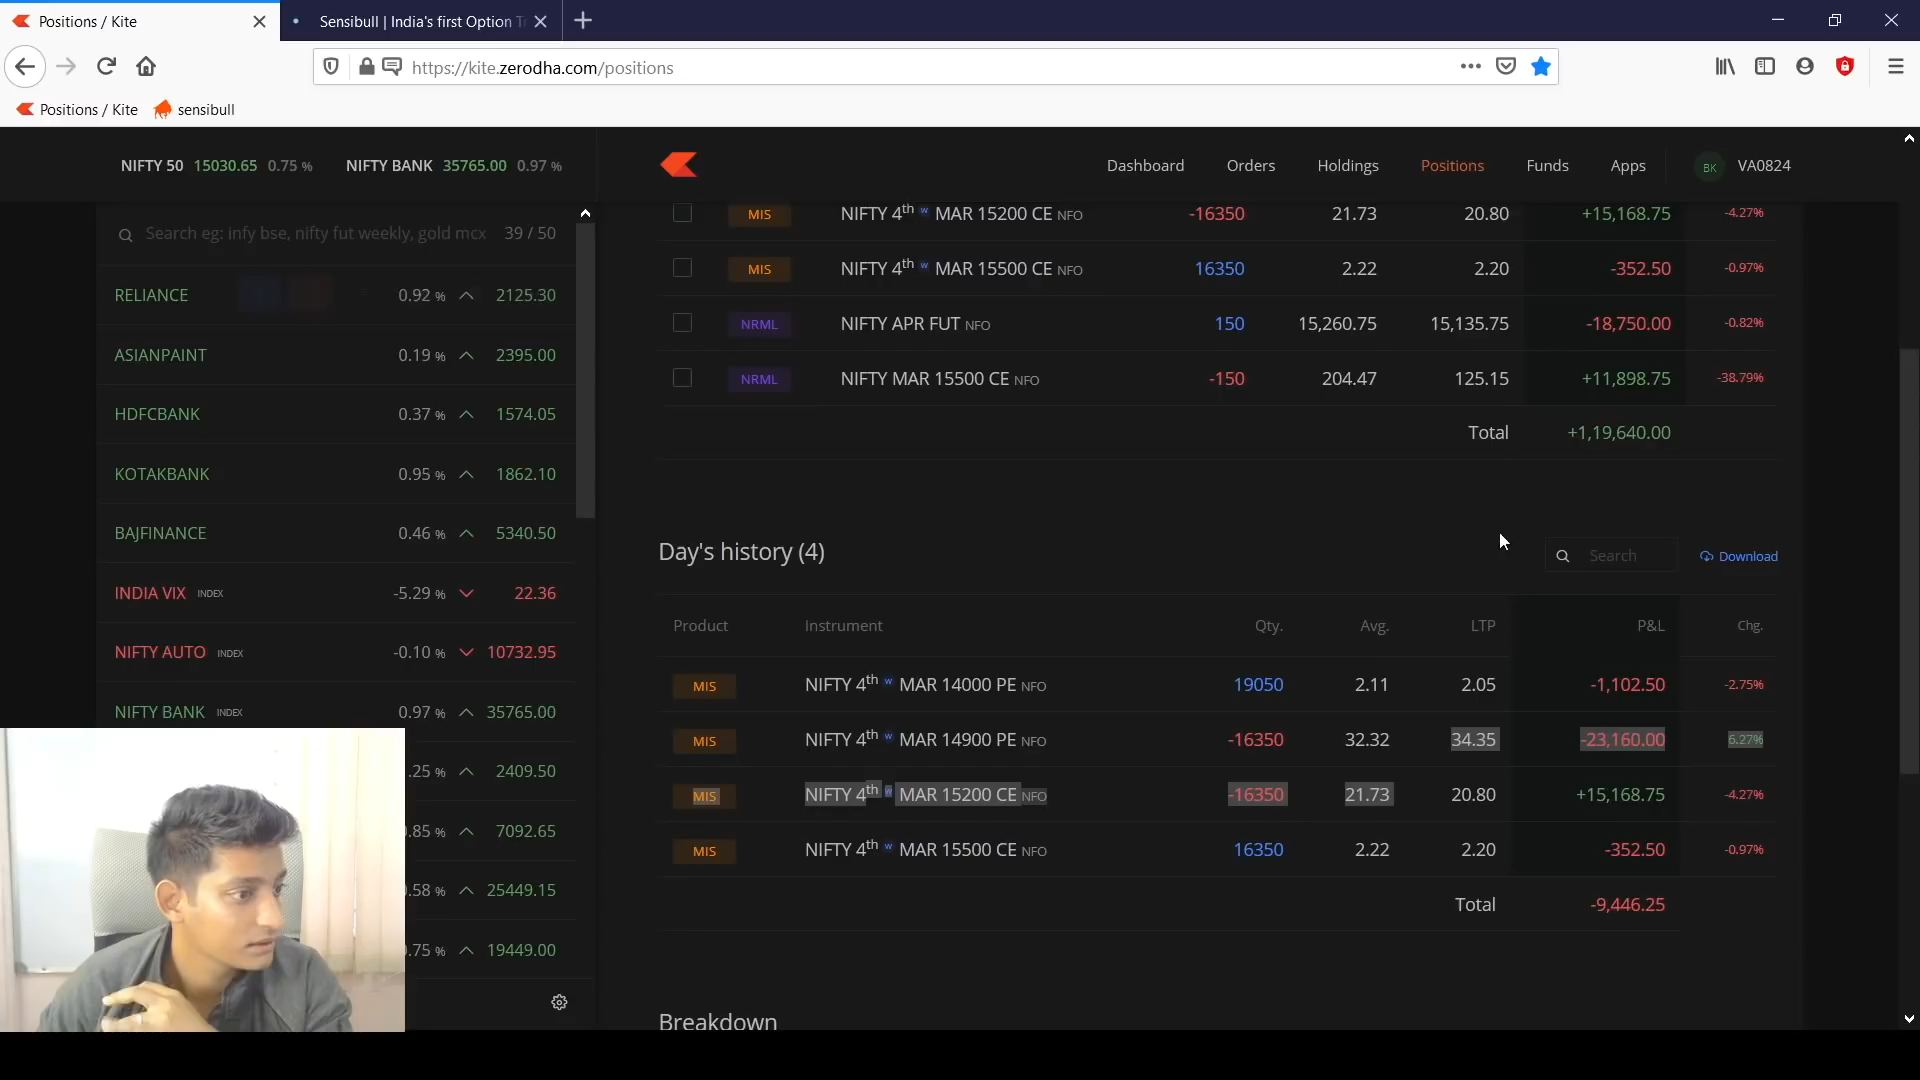 Positions / Kite
Sensibull | India's first Option T
https://kite.zerodha.com/positions
Positions / Kite
sensibull
NIFTY 50 15030.65 0.75 %
NIFTY BANK 35765.00 0.97 %
Dashboard
Orders
Holdings
Positions
Funds
Apps
BK
VA0824
Search eg: infy bse, nifty fut weekly, gold mcx
39 / 50
RELIANCE 0.92 % 2125.30
ASIANPAINT 0.19 % 2395.00
HDFCBANK 0.37 % 1574.05
KOTAKBANK 0.95 % 1862.10
BAJFINANCE 0.46 % 5340.50
INDIA VIX INDEX -5.29 % 22.36
NIFTY AUTO INDEX -0.10 % 10732.95
NIFTY BANK INDEX 0.97 % 35765.00
.25 % 2409.50
.85 % 7092.65
.58 % 25449.15
.75 % 19449.00
MIS NIFTY 4th w MAR 15200 CE NFO -16350 21.73 20.80 +15,168.75 -4.27%
MIS NIFTY 4th w MAR 15500 CE NFO 16350 2.22 2.20 -352.50 -0.97%
NRML NIFTY APR FUT NFO 150 15,260.75 15,135.75 -18,750.00 -0.82%
NRML NIFTY MAR 15500 CE NFO -150 204.47 125.15 +11,898.75 -38.79%
Total +1,19,640.00
Day's history (4)
Search
Download
Product Instrument Qty. Avg. LTP P&L Chg.
MIS NIFTY 4th w MAR 14000 PE NFO 19050 2.11 2.05 -1,102.50 -2.75%
MIS NIFTY 4th w MAR 14900 PE NFO -16350 32.32 34.35 -23,160.00 6.27%
MIS NIFTY 4th w MAR 15200 CE NFO -16350 21.73 20.80 +15,168.75 -4.27%
MIS NIFTY 4th w MAR 15500 CE NFO 16350 2.22 2.20 -352.50 -0.97%
Total -9,446.25
Breakdown